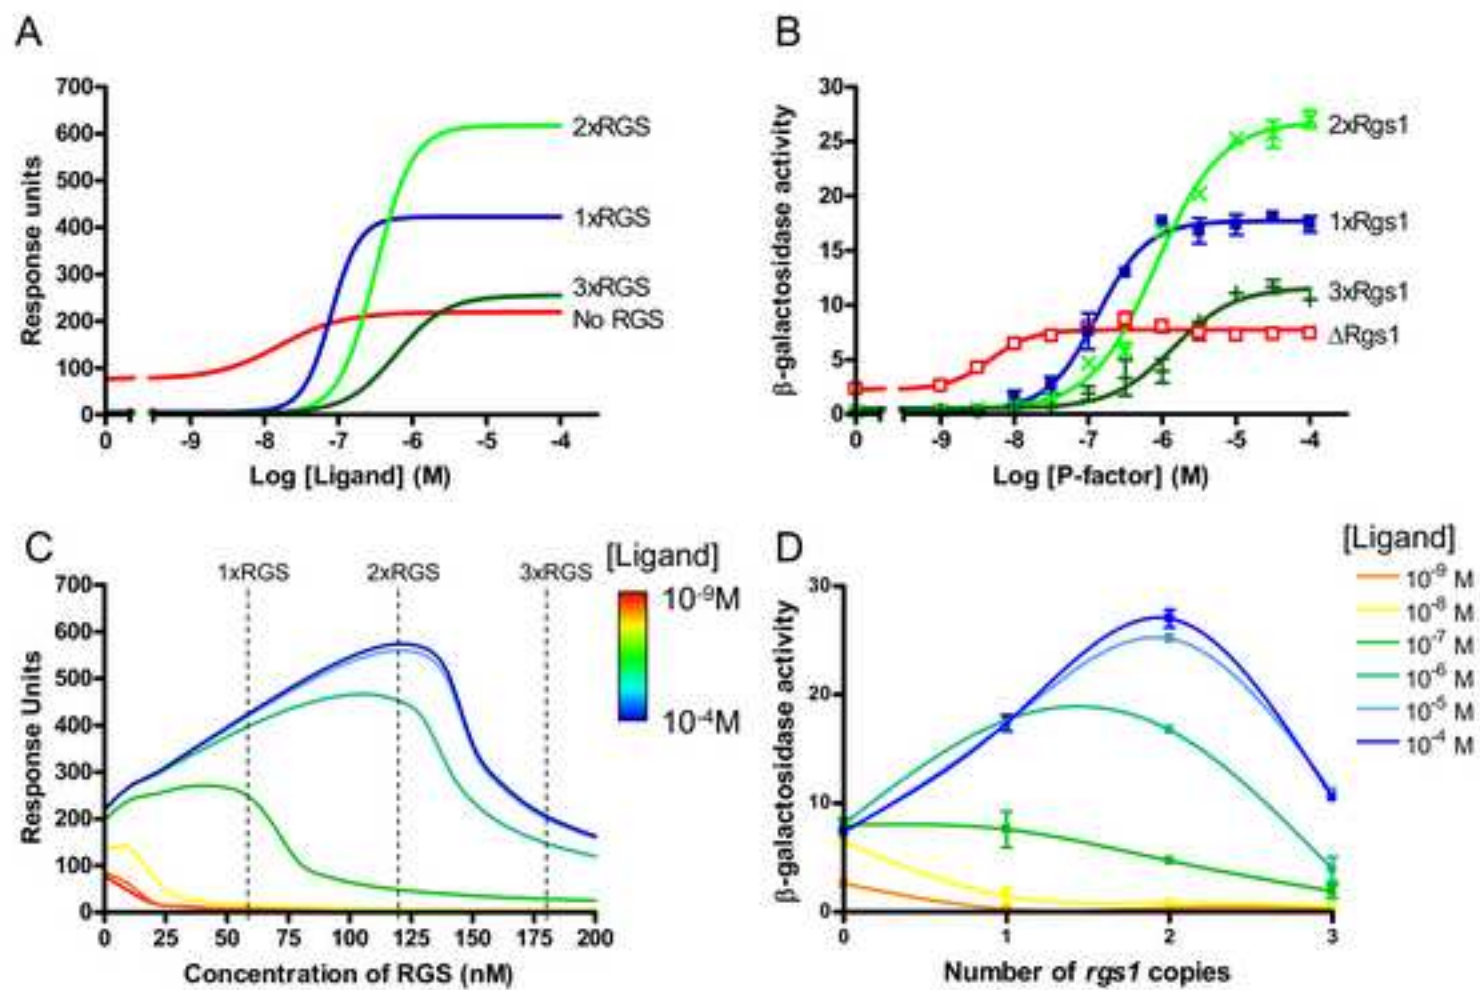 A
700
600
500
400
300
200
100
0
Response units
2xRGS
1xRGS
3xRGS
No RGS
0 -9 -8 -7 -6 -5 -4
Log [Ligand] (M)
B
30
25
20
15
10
5
0
β-galactosidase activity
2xRgs1
1xRgs1
3xRgs1
ΔRgs1
0 -9 -8 -7 -6 -5 -4
Log [P-factor] (M)
C
1xRGS 2xRGS 3xRGS
700
600
500
400
300
200
100
0
Response Units
0 25 50 75 100 125 150 175 200
Concentration of RGS (nM)
[Ligand]
10⁻⁹M
10⁻⁴M
D
30
20
10
0
β-galactosidase activity
0 1 2 3
Number of rgs1 copies
[Ligand]
10⁻⁹ M
10⁻⁸ M
10⁻⁷ M
10⁻⁶ M
10⁻⁵ M
10⁻⁴ M